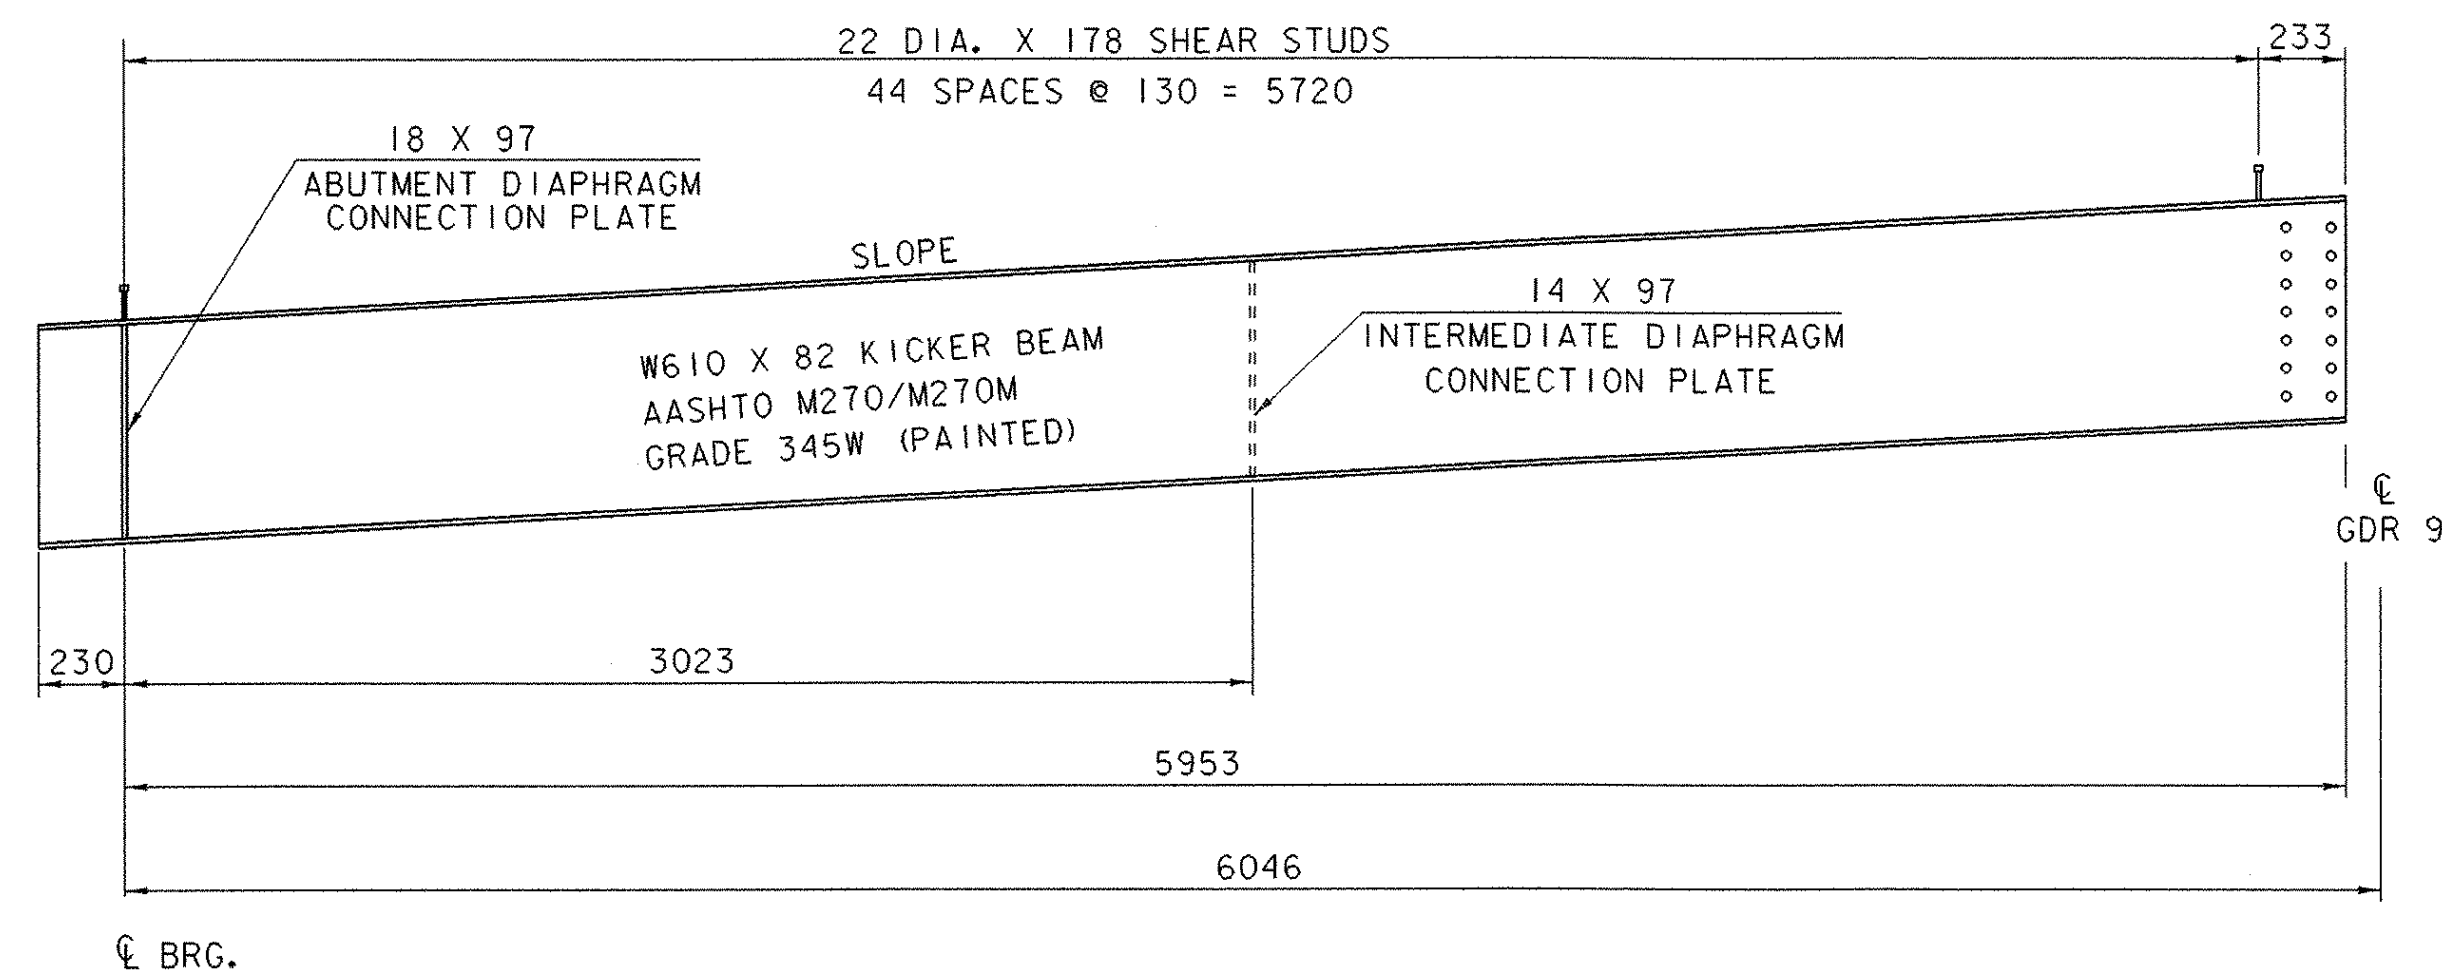 22 DIA. X 178 SHEAR STUDS
233
44 SPACES @ 130 = 5720
18 X 97
ABUTMENT DIAPHRAGM
CONNECTION PLATE
SLOPE
14 X 97
INTERMEDIATE DIAPHRAGM
CONNECTION PLATE
W610 X 82 KICKER BEAM
AASHTO M270/M270M
GRADE 345W (PAINTED)
℄
GDR 9
230
3023
5953
6046
℄ BRG.